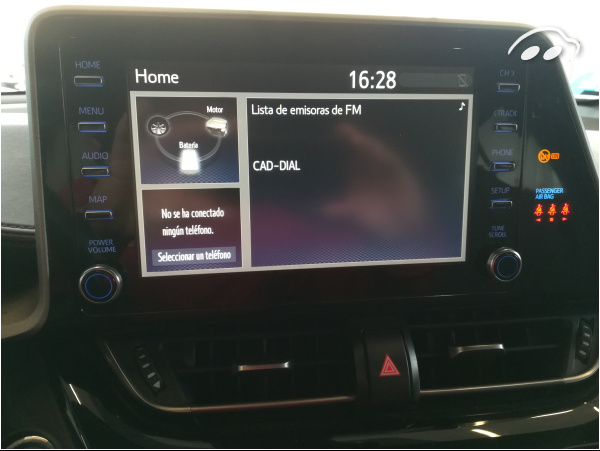 HOME
MENU
AUDIO
MAP
POWER
VOLUME
Home
16:28
Motor
Batería
No se ha conectado
ningún teléfono.
Seleccionar un teléfono
Lista de emisoras de FM
CAD-DIAL
TRACK
PHONE
SETUP
TUNE
SCROLL
PASSENGER
AIR BAG